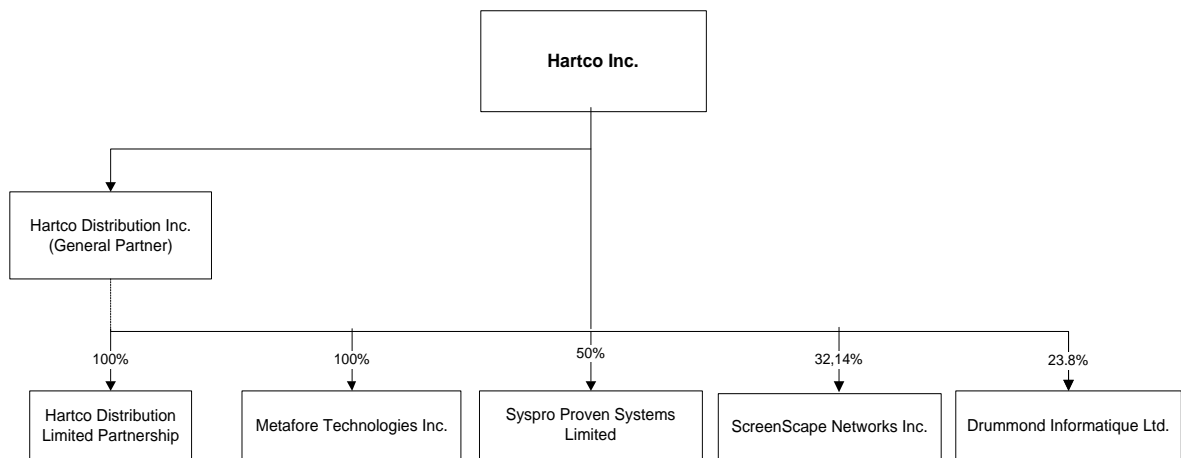 Hartco Inc.
Hartco Distribution Inc.
(General Partner)
100%
100%
50%
32,14%
23.8%
Hartco Distribution
Limited Partnership
Metafore Technologies Inc.
Syspro Proven Systems
Limited
ScreenScape Networks Inc.
Drummond Informatique Ltd.